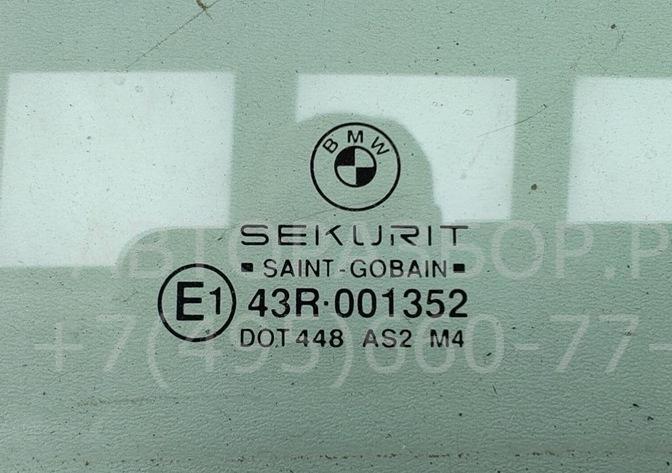 BMW
SEKURIT
SAINT-GOBAIN
E1 43R·001352
DOT 448 AS2 M4